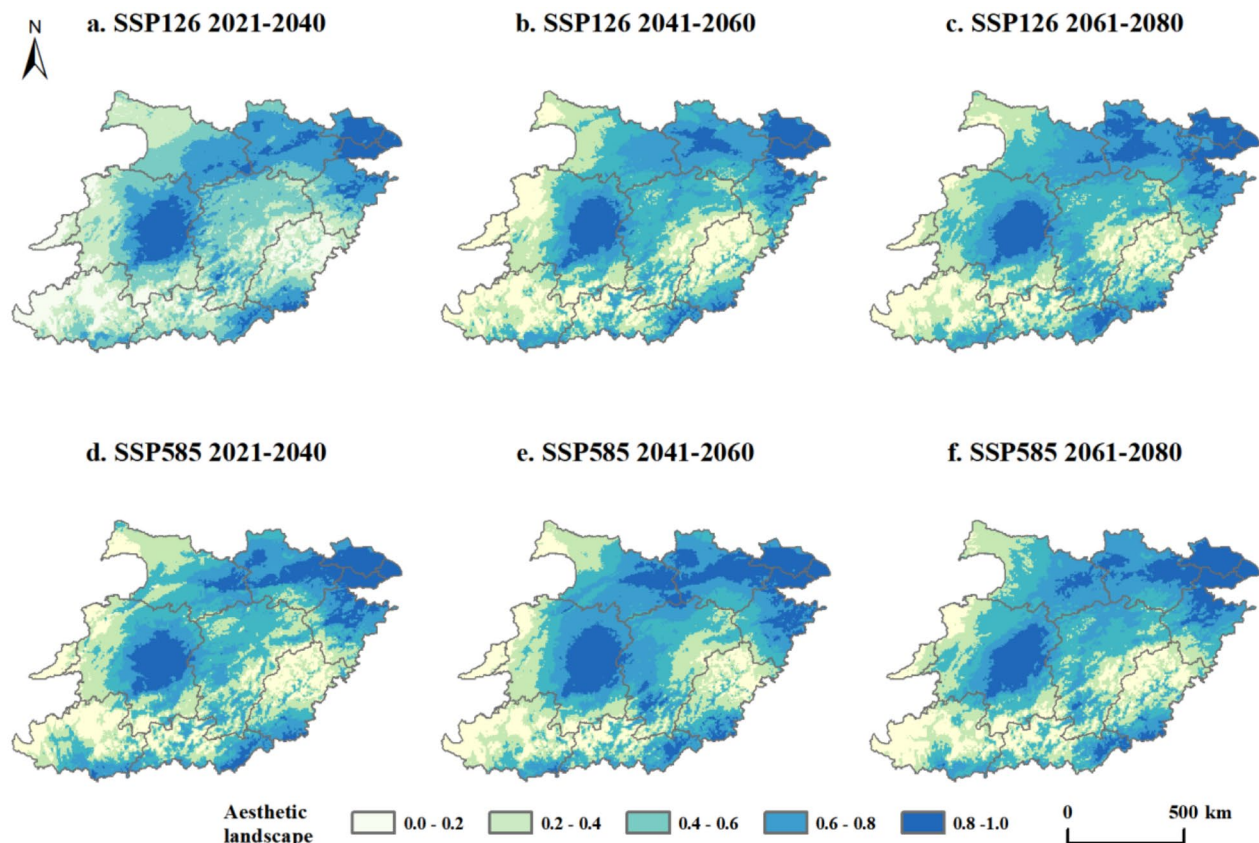 N
a. SSP126 2021-2040
b. SSP126 2041-2060
c. SSP126 2061-2080
d. SSP585 2021-2040
e. SSP585 2041-2060
f. SSP585 2061-2080
Aesthetic
landscape
0.0 - 0.2
0.2 - 0.4
0.4 - 0.6
0.6 - 0.8
0.8 -1.0
0
500 km